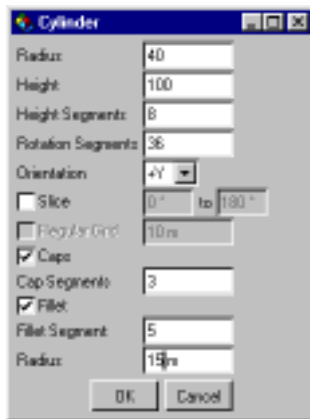 Cylinder
Radius 40
Height 100
Height Segments 8
Rotation Segments 36
Orientation +Y
Slice 0° to 180°
Regular Grid 10 m
Caps
Cap Segments 3
Fillet
Fillet Segment 5
Radius 15 m
OK Cancel